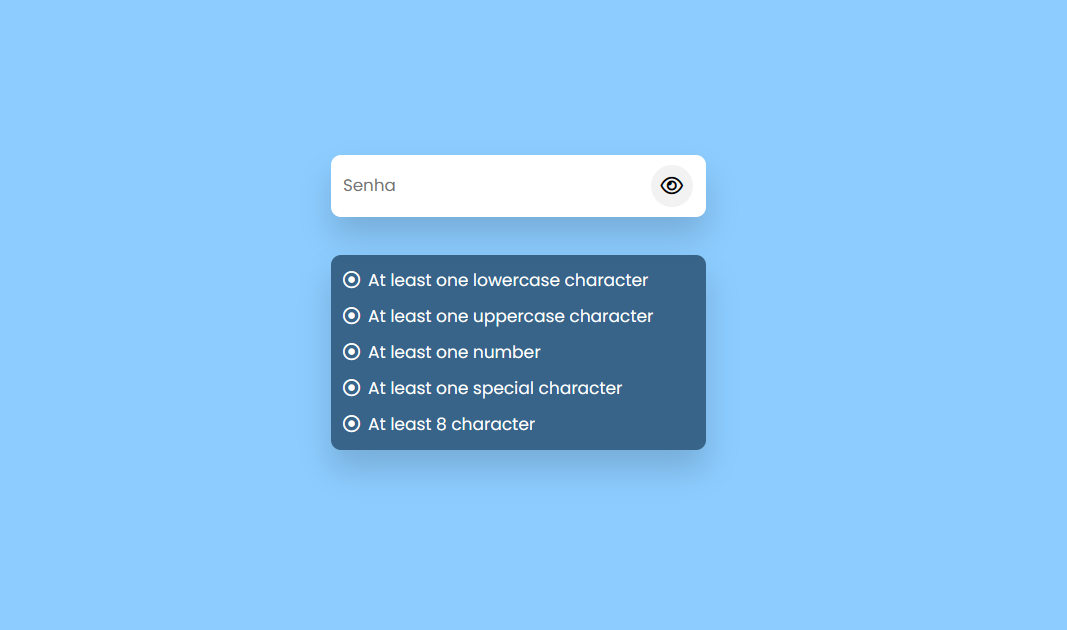 Senha
At least one lowercase character
At least one uppercase character
At least one number
At least one special character
At least 8 character